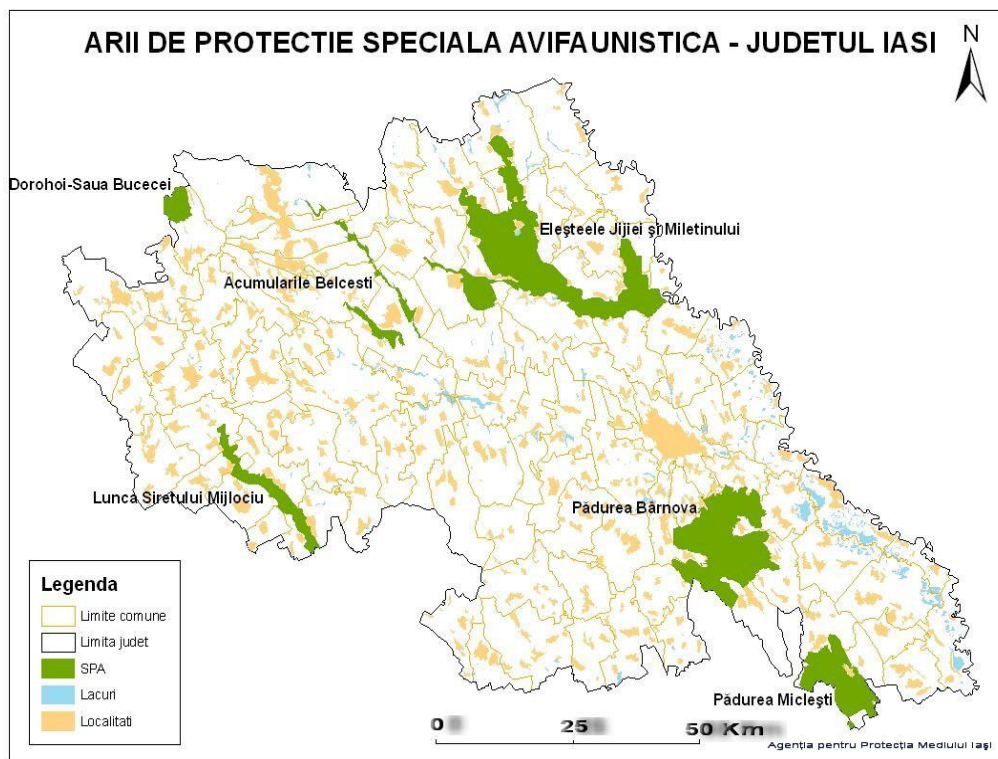 ARII DE PROTECTIE SPECIALA AVIFAUNISTICA - JUDETUL IASI
N
Dorohoi-Saua Bucecei
Eleşteele Jijiei şi Miletinului
Acumularile Belcesti
Lunca Siretului Mijlociu
Pădurea Bârnova
Pădurea Micleşti
Legenda
Limite comune
Limita judet
SPA
Lacuri
Localitati
0 25 50 Km
Agenţia pentru Protecţia Mediului Iaşi